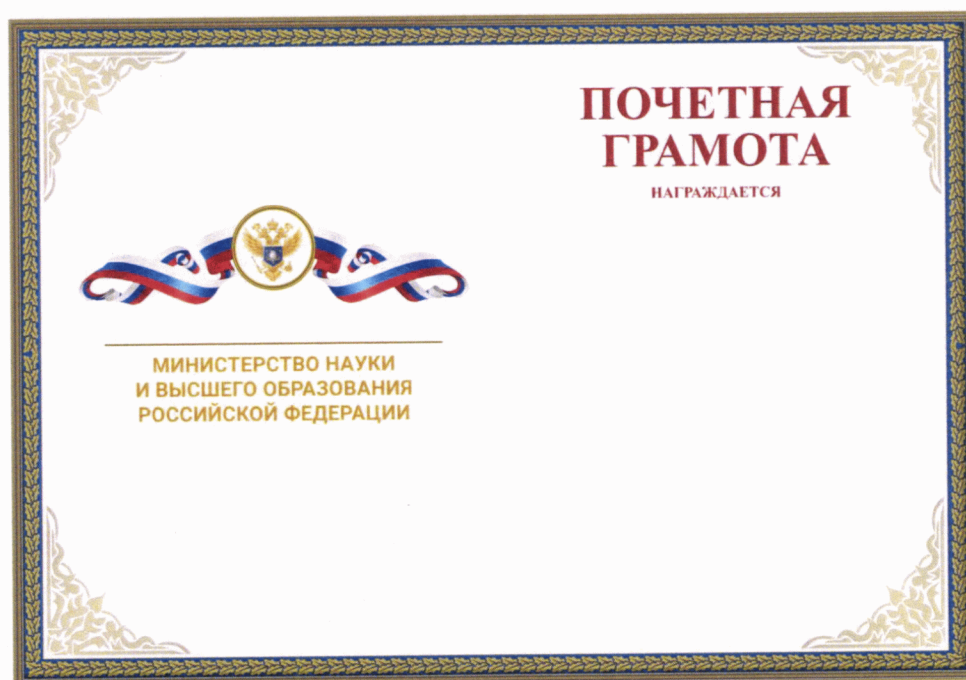 ПОЧЕТНАЯ
ГРАМОТА
НАГРАЖДАЕТСЯ
МИНИСТЕРСТВО НАУКИ
И ВЫСШЕГО ОБРАЗОВАНИЯ
РОССИЙСКОЙ ФЕДЕРАЦИИ